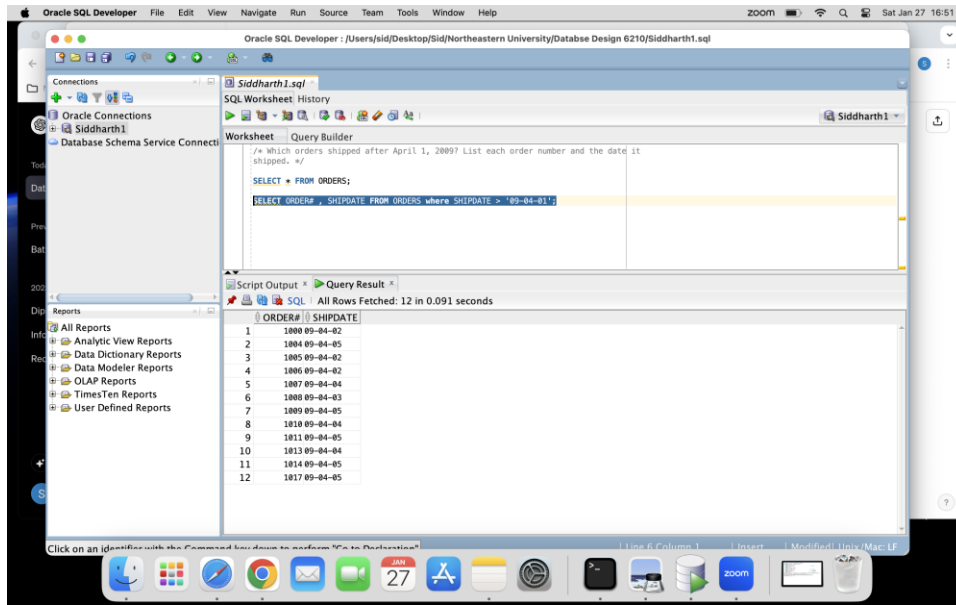 Oracle SQL Developer File Edit View Navigate Run Source Team Tools Window Help zoom Sat Jan 27 16:51
Oracle SQL Developer : /Users/sid/Desktop/Sid/Northeastern University/Databse Design 6210/Siddharth1.sql
Connections
Oracle Connections
Siddharth1
Database Schema Service Connecti
Siddharth1.sql
SQL Worksheet History
Siddharth1
Worksheet Query Builder
/* Which orders shipped after April 1, 2009? List each order number and the date it
shipped. */
SELECT * FROM ORDERS;
SELECT ORDER# , SHIPDATE FROM ORDERS where SHIPDATE > '09-04-01';
Script Output × Query Result ×
SQL | All Rows Fetched: 12 in 0.091 seconds
ORDER# SHIPDATE
1 1000 09-04-02
2 1004 09-04-05
3 1005 09-04-02
4 1006 09-04-02
5 1007 09-04-04
6 1008 09-04-03
7 1009 09-04-05
8 1010 09-04-04
9 1011 09-04-05
10 1013 09-04-04
11 1014 09-04-05
12 1017 09-04-05
Reports
All Reports
Analytic View Reports
Data Dictionary Reports
Data Modeler Reports
OLAP Reports
TimesTen Reports
User Defined Reports
Tod
Dat
Prev
Bat
202
Dip
Info
Rec
S
S
?
Click on an identifier with the Command key down to perform "Go to Declaration"
Line 6 Column 1 | Insert | Modified| Unix/Mac: LF
JAN
27
zoom